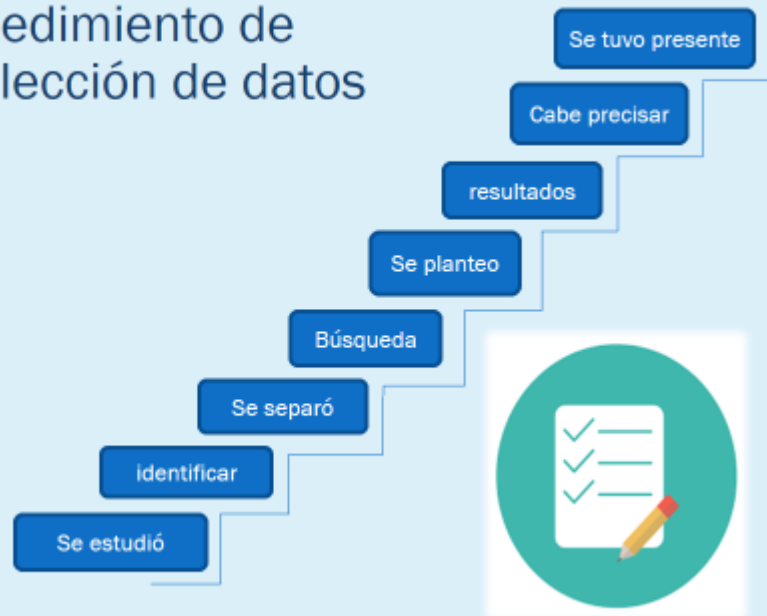 edimiento de
lección de datos
Se tuvo presente
Cabe precisar
resultados
Se planteo
Búsqueda
Se separó
identificar
Se estudió